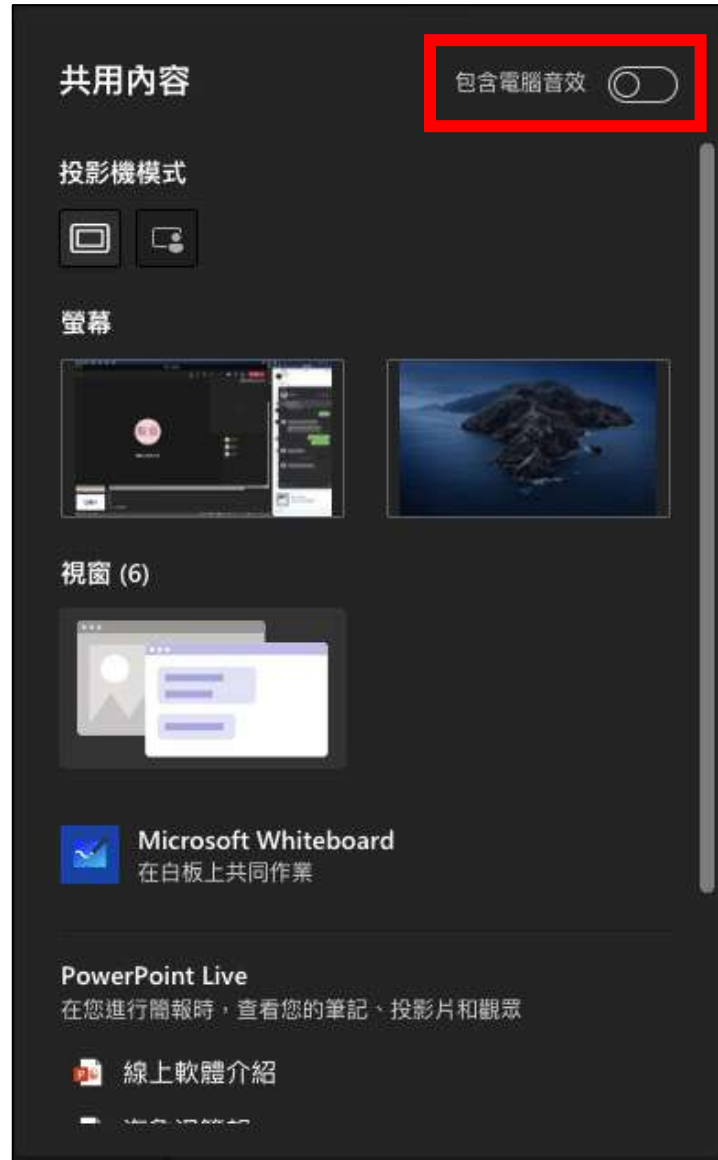 共用內容
包含電腦音效
投影機模式
螢幕
視窗 (6)
Microsoft Whiteboard
在白板上共同作業
PowerPoint Live
在您進行簡報時，查看您的筆記、投影片和觀眾
線上軟體介紹